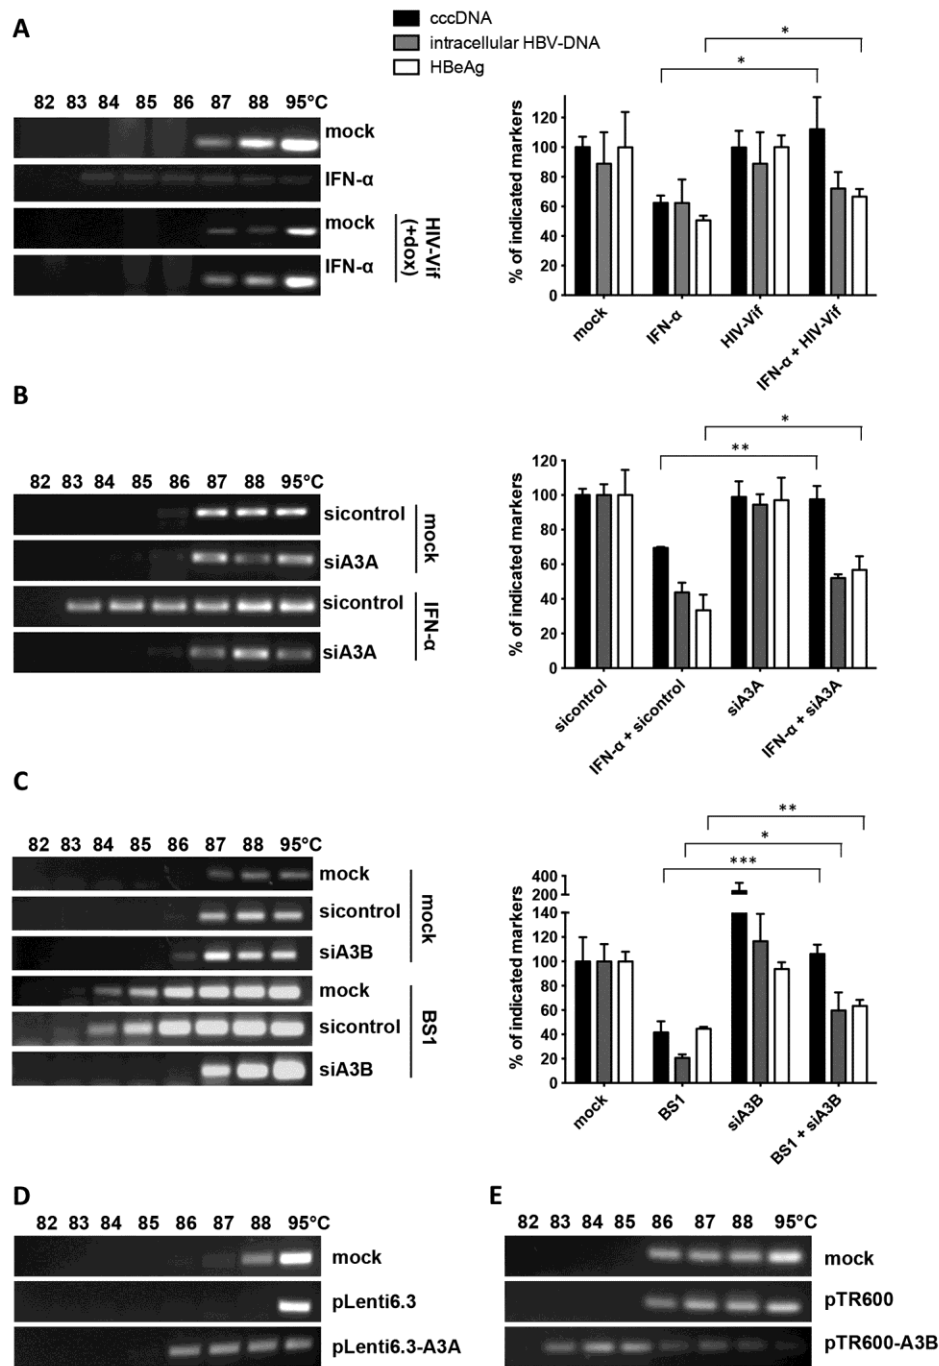 A
cccDNA
intracellular HBV-DNA
HBeAg
82 83 84 85 86 87 88 95°C
mock
IFN-α
mock
IFN-α
HIV-Vif
(+dox)
% of indicated markers
120
100
80
60
40
20
0
*
*
mock
IFN-α
HIV-Vif
IFN-α + HIV-Vif
B
82 83 84 85 86 87 88 95°C
sicontrol
siA3A
mock
sicontrol
siA3A
IFN-α
% of indicated markers
120
100
80
60
40
20
0
*
**
sicontrol
IFN-α + sicontrol
siA3A
IFN-α + siA3A
C
82 83 84 85 86 87 88 95°C
mock
sicontrol
siA3B
mock
mock
sicontrol
siA3B
BS1
% of indicated markers
400
200
140
120
100
80
60
40
20
0
**
*
***
mock
BS1
siA3B
BS1 + siA3B
D
82 83 84 85 86 87 88 95°C
mock
pLenti6.3
pLenti6.3-A3A
E
82 83 84 85 86 87 88 95°C
mock
pTR600
pTR600-A3B